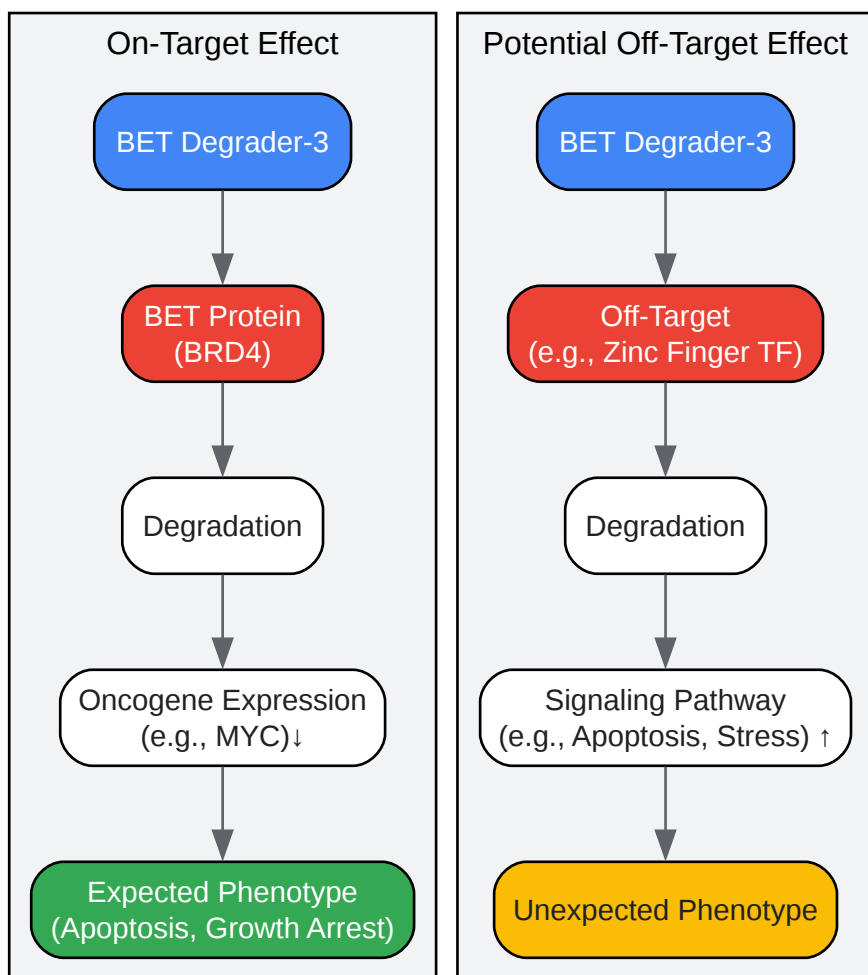 On-Target Effect
BET Degrader-3
BET Protein
(BRD4)
Degradation
Oncogene Expression
(e.g., MYC)↓
Expected Phenotype
(Apoptosis, Growth Arrest)
Potential Off-Target Effect
BET Degrader-3
Off-Target
(e.g., Zinc Finger TF)
Degradation
Signaling Pathway
(e.g., Apoptosis, Stress) ↑
Unexpected Phenotype